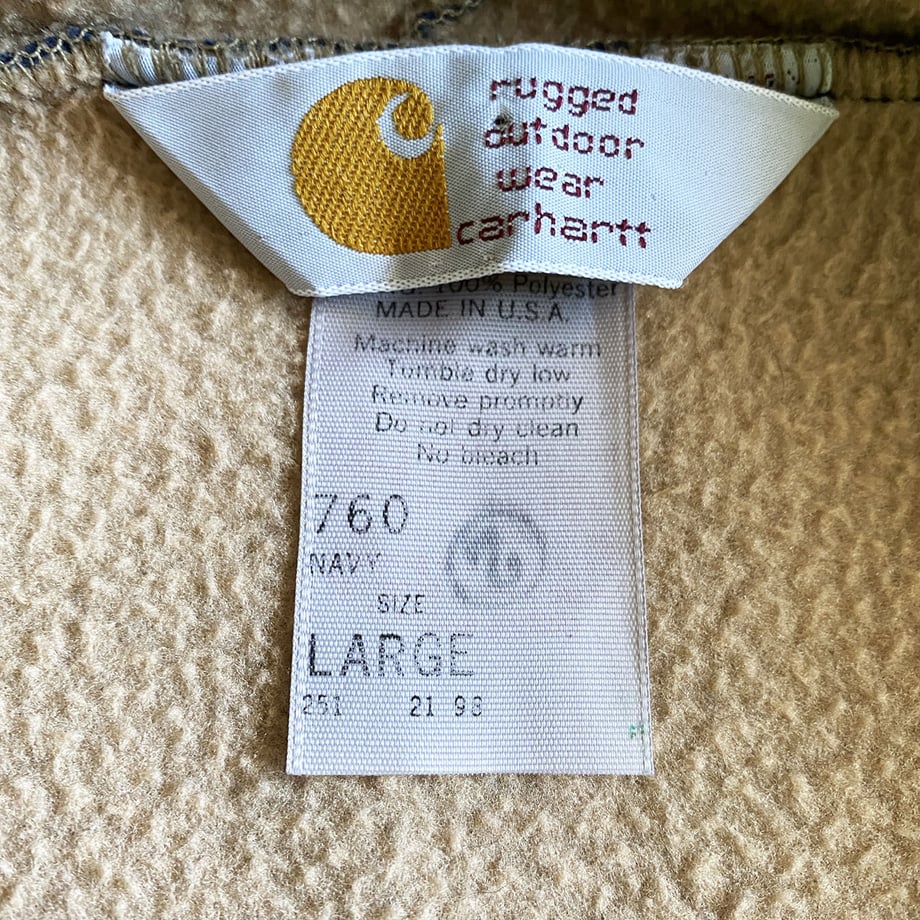 rugged
outdoor
wear
carhartt
100% Polyester
MADE IN U.S.A.
Machine wash warm
Tumble dry low
Remove promptly
Do not dry clean
No bleach
760
NAVY
SIZE
LARGE
251 21 98